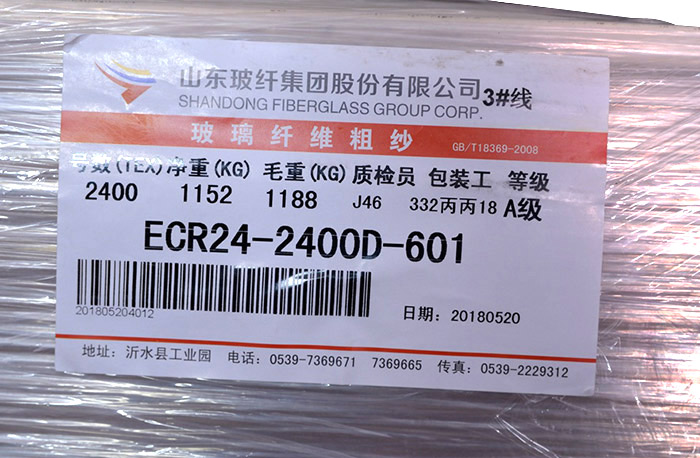 山东玻纤集团股份有限公司 3#线
SHANDONG FIBERGLASS GROUP CORP.
玻璃纤维粗纱 GB/T18369-2008
号数(TEX) 净重(KG) 毛重(KG) 质检员 包装工 等级
2400 1152 1188 J46 332丙丙18 A级
ECR24-2400D-601
201805204012 日期：20180520
地址：沂水县工业园 电话：0539-7369671 7369665 传真：0539-2229312